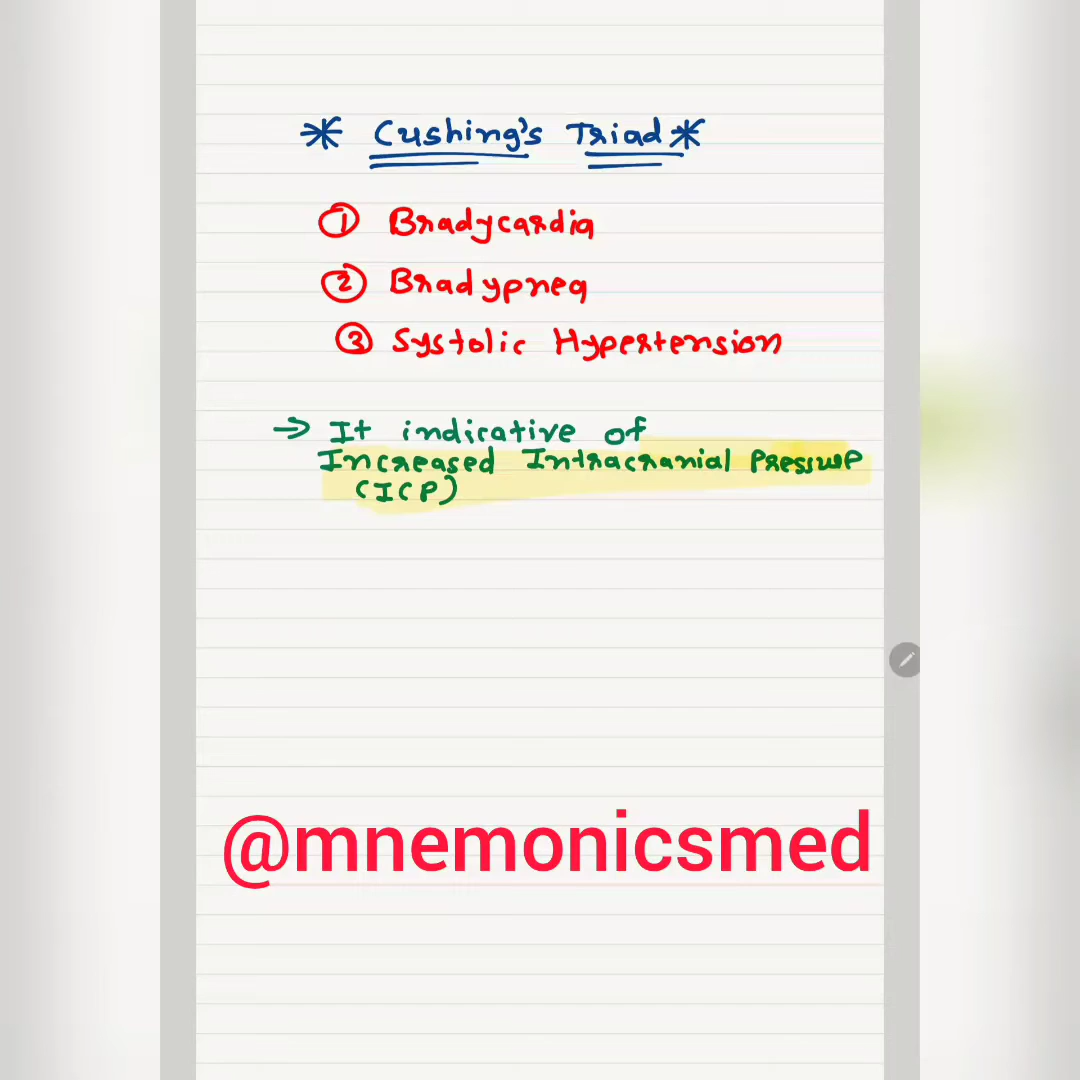 * Cushing's Triad *
① Bradycardia
② Bradypnea
③ Systolic Hypertension
→ It indicative of
Increased Intracranial Pressure
(ICP)
@mnemonicsmed